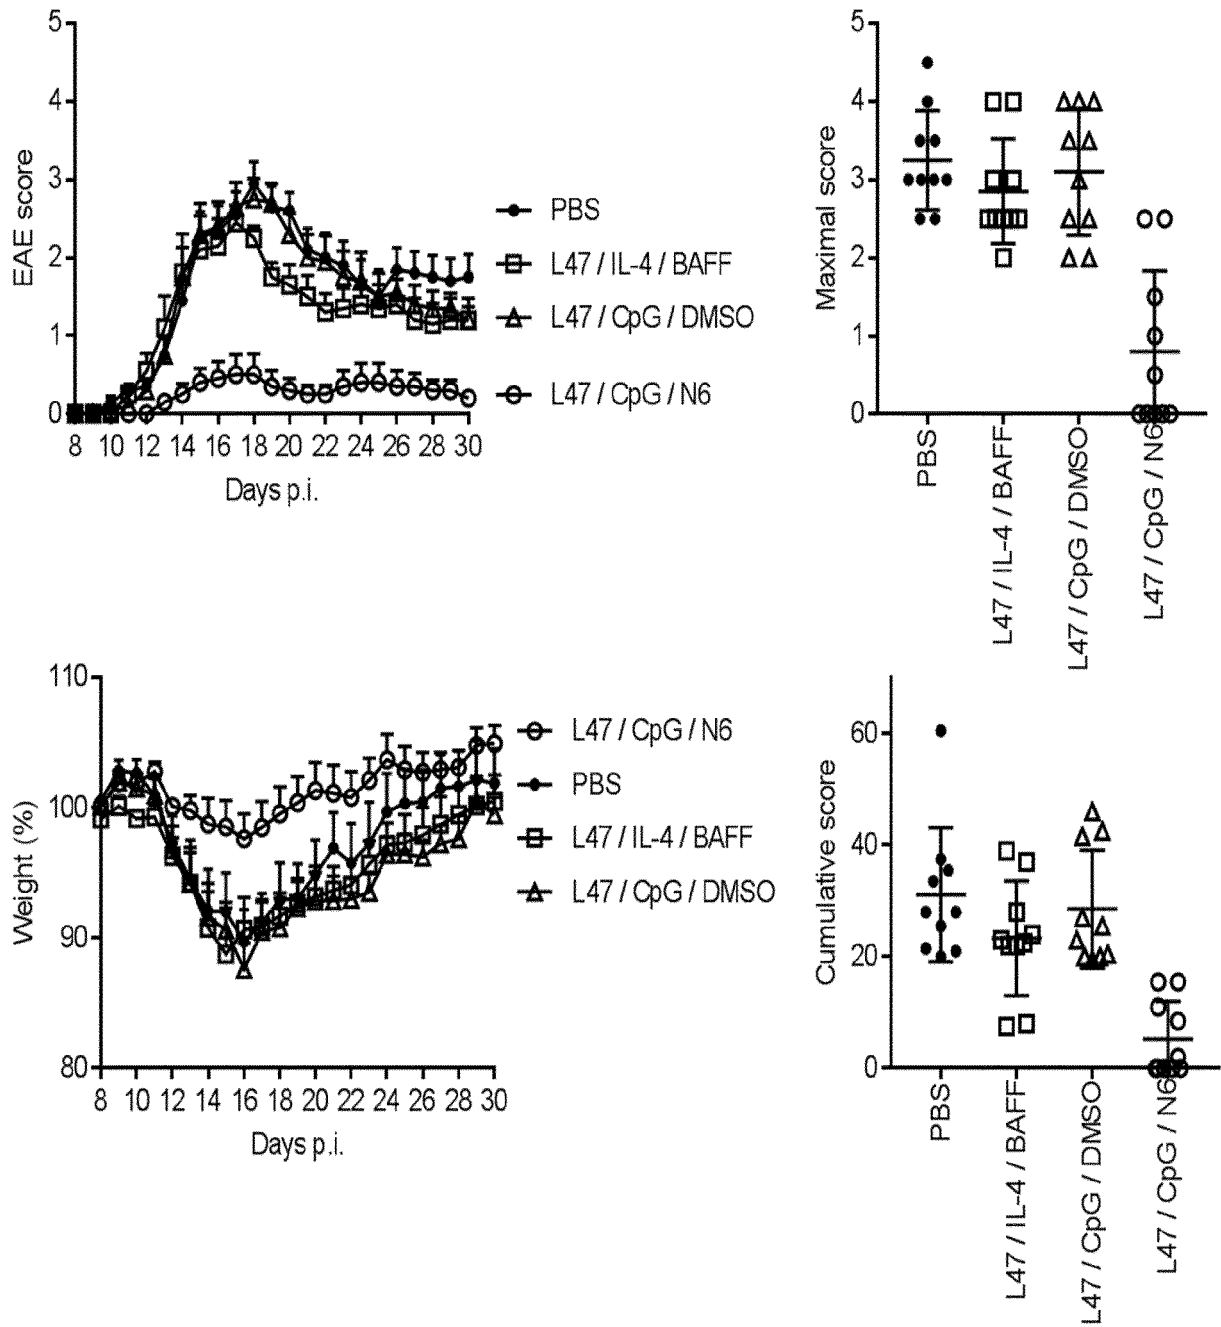 5
4
3
2
1
0
EAE score
8 10 12 14 16 18 20 22 24 26 28 30
Days p.i.
PBS
L47 / IL-4 / BAFF
L47 / CpG / DMSO
L47 / CpG / N6
5
4
3
2
1
0
Maximal score
PBS
L47 / IL-4 / BAFF
L47 / CpG / DMSO
L47 / CpG / N6
110
100
90
80
Weight (%)
8 10 12 14 16 18 20 22 24 26 28 30
Days p.i.
L47 / CpG / N6
PBS
L47 / IL-4 / BAFF
L47 / CpG / DMSO
60
40
20
0
Cumulative score
PBS
L47 / IL-4 / BAFF
L47 / CpG / DMSO
L47 / CpG / N6